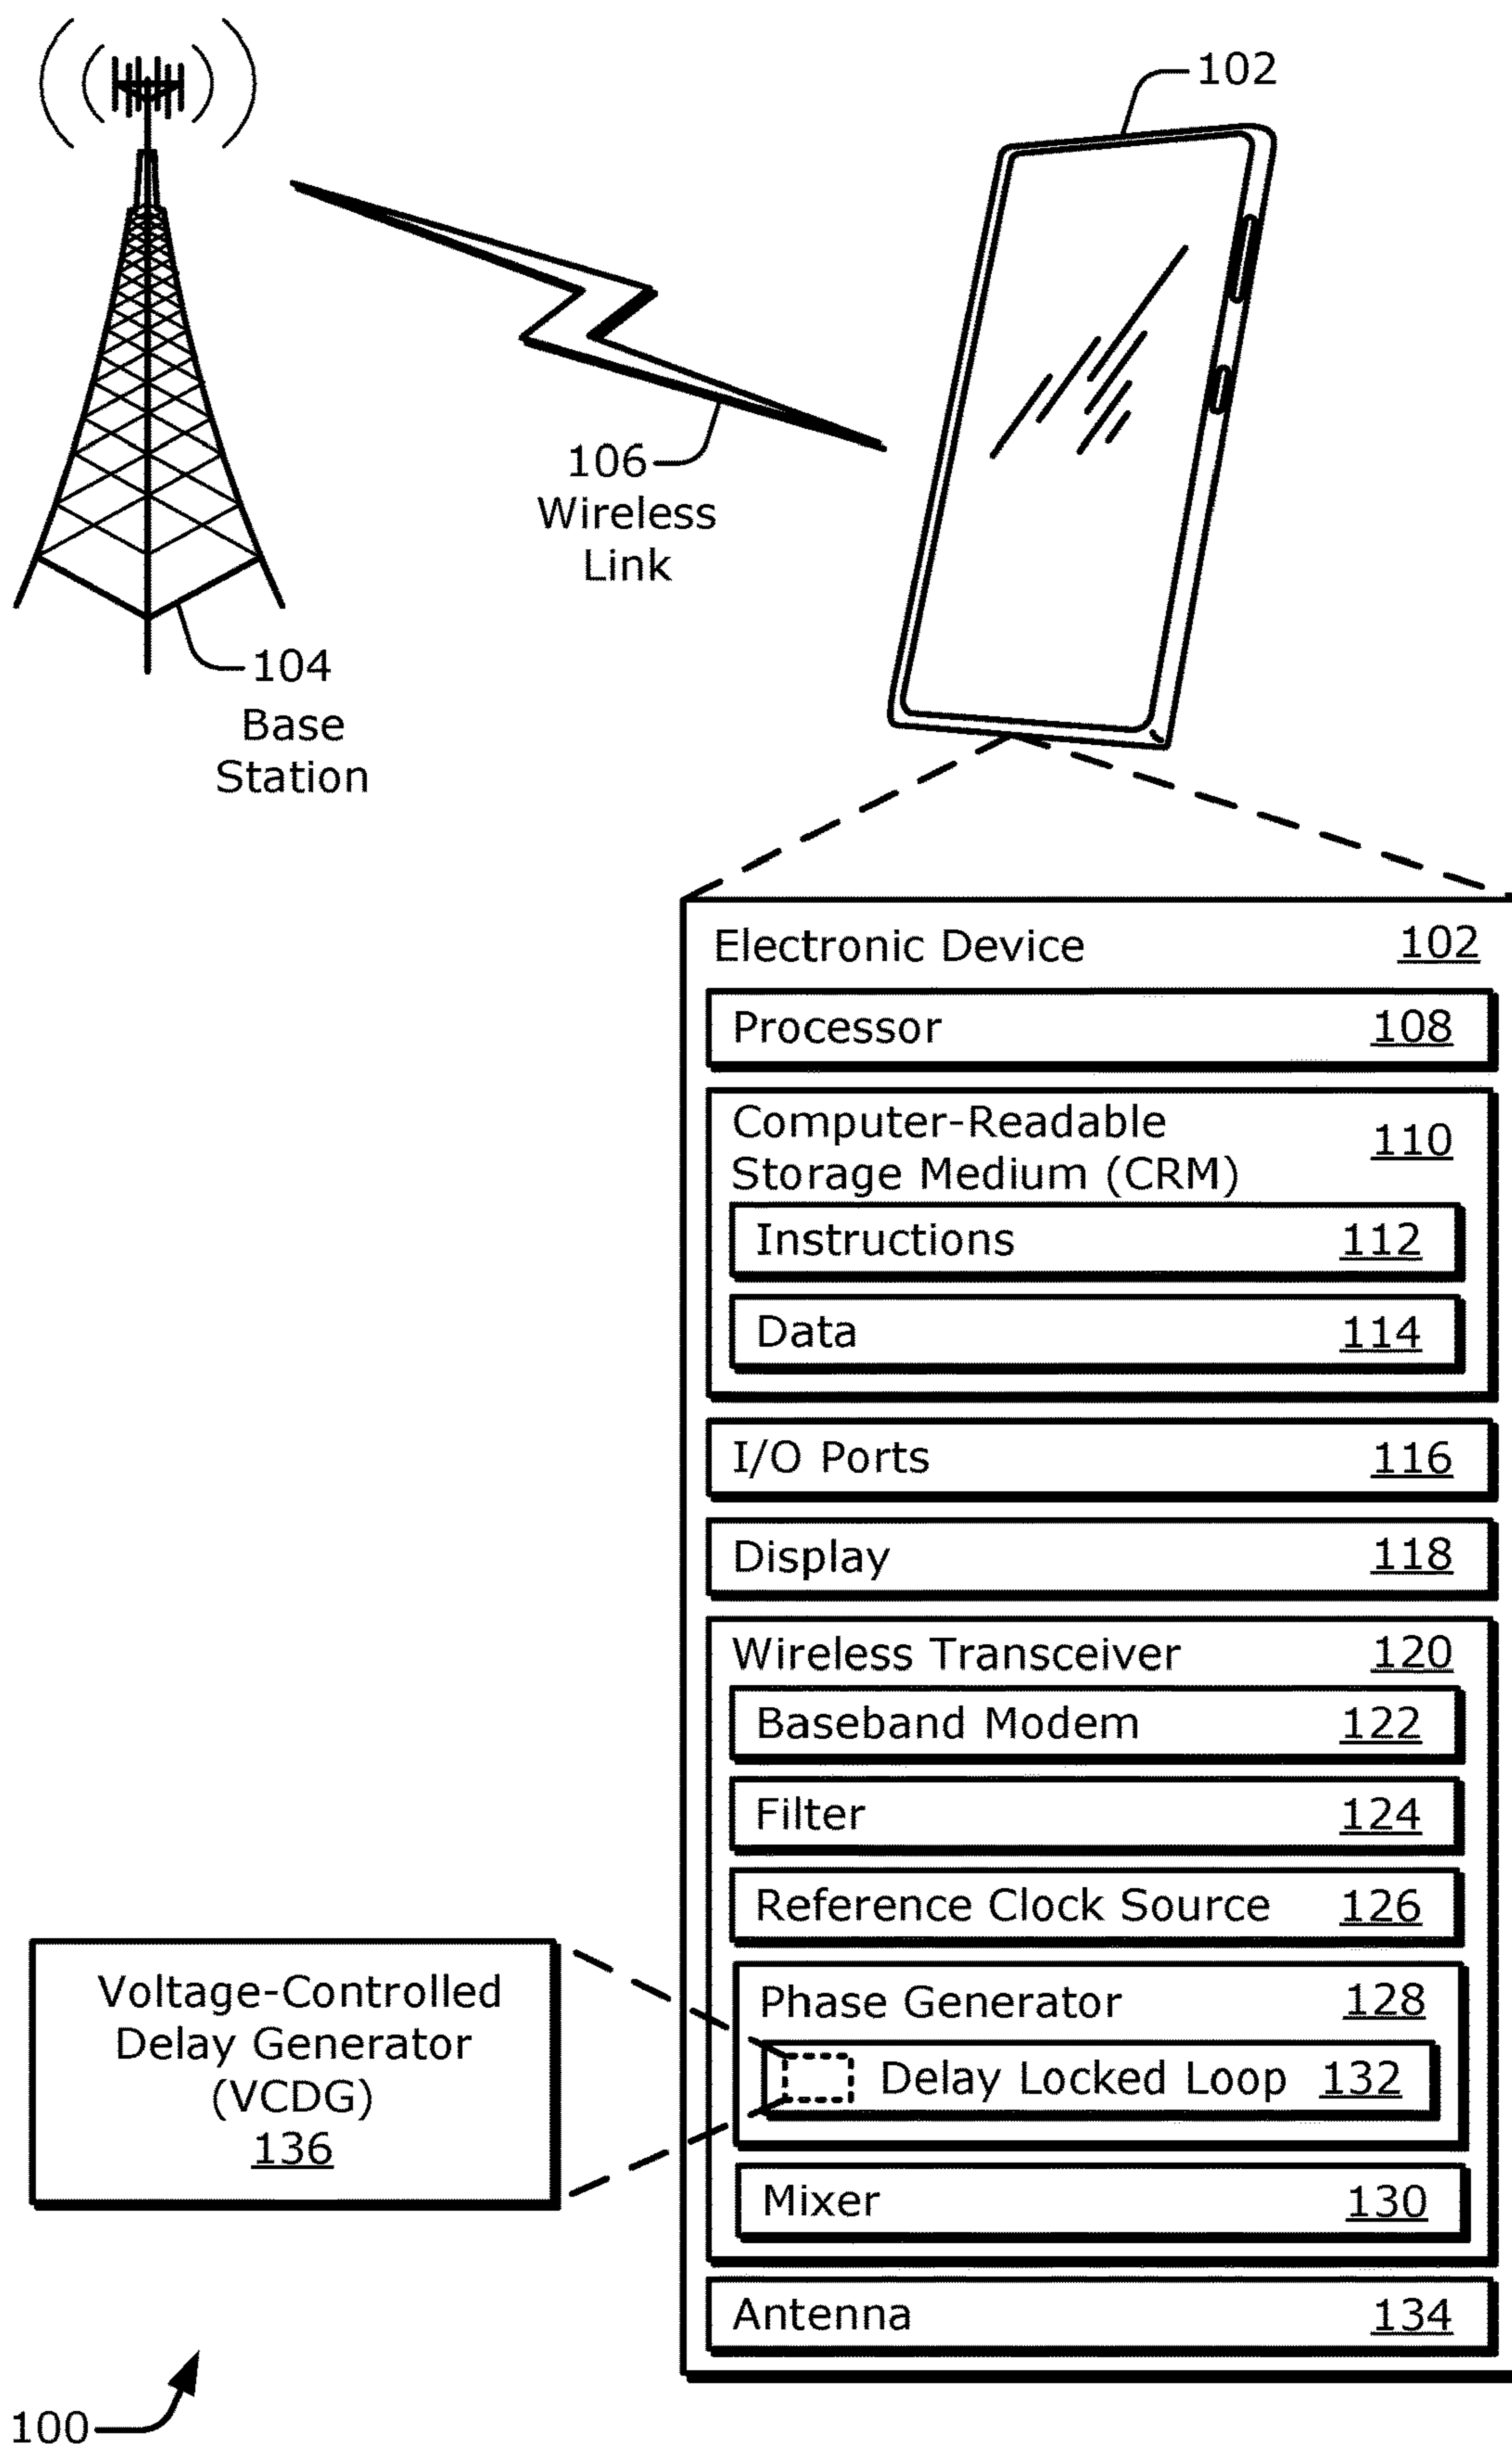 102
106
Wireless
Link
104
Base
Station
Electronic Device 102
Processor 108
Computer-Readable
Storage Medium (CRM) 110
Instructions 112
Data 114
I/O Ports 116
Display 118
Wireless Transceiver 120
Baseband Modem 122
Filter 124
Reference Clock Source 126
Phase Generator 128
Delay Locked Loop 132
Mixer 130
Antenna 134
Voltage-Controlled
Delay Generator
(VCDG)
136
100